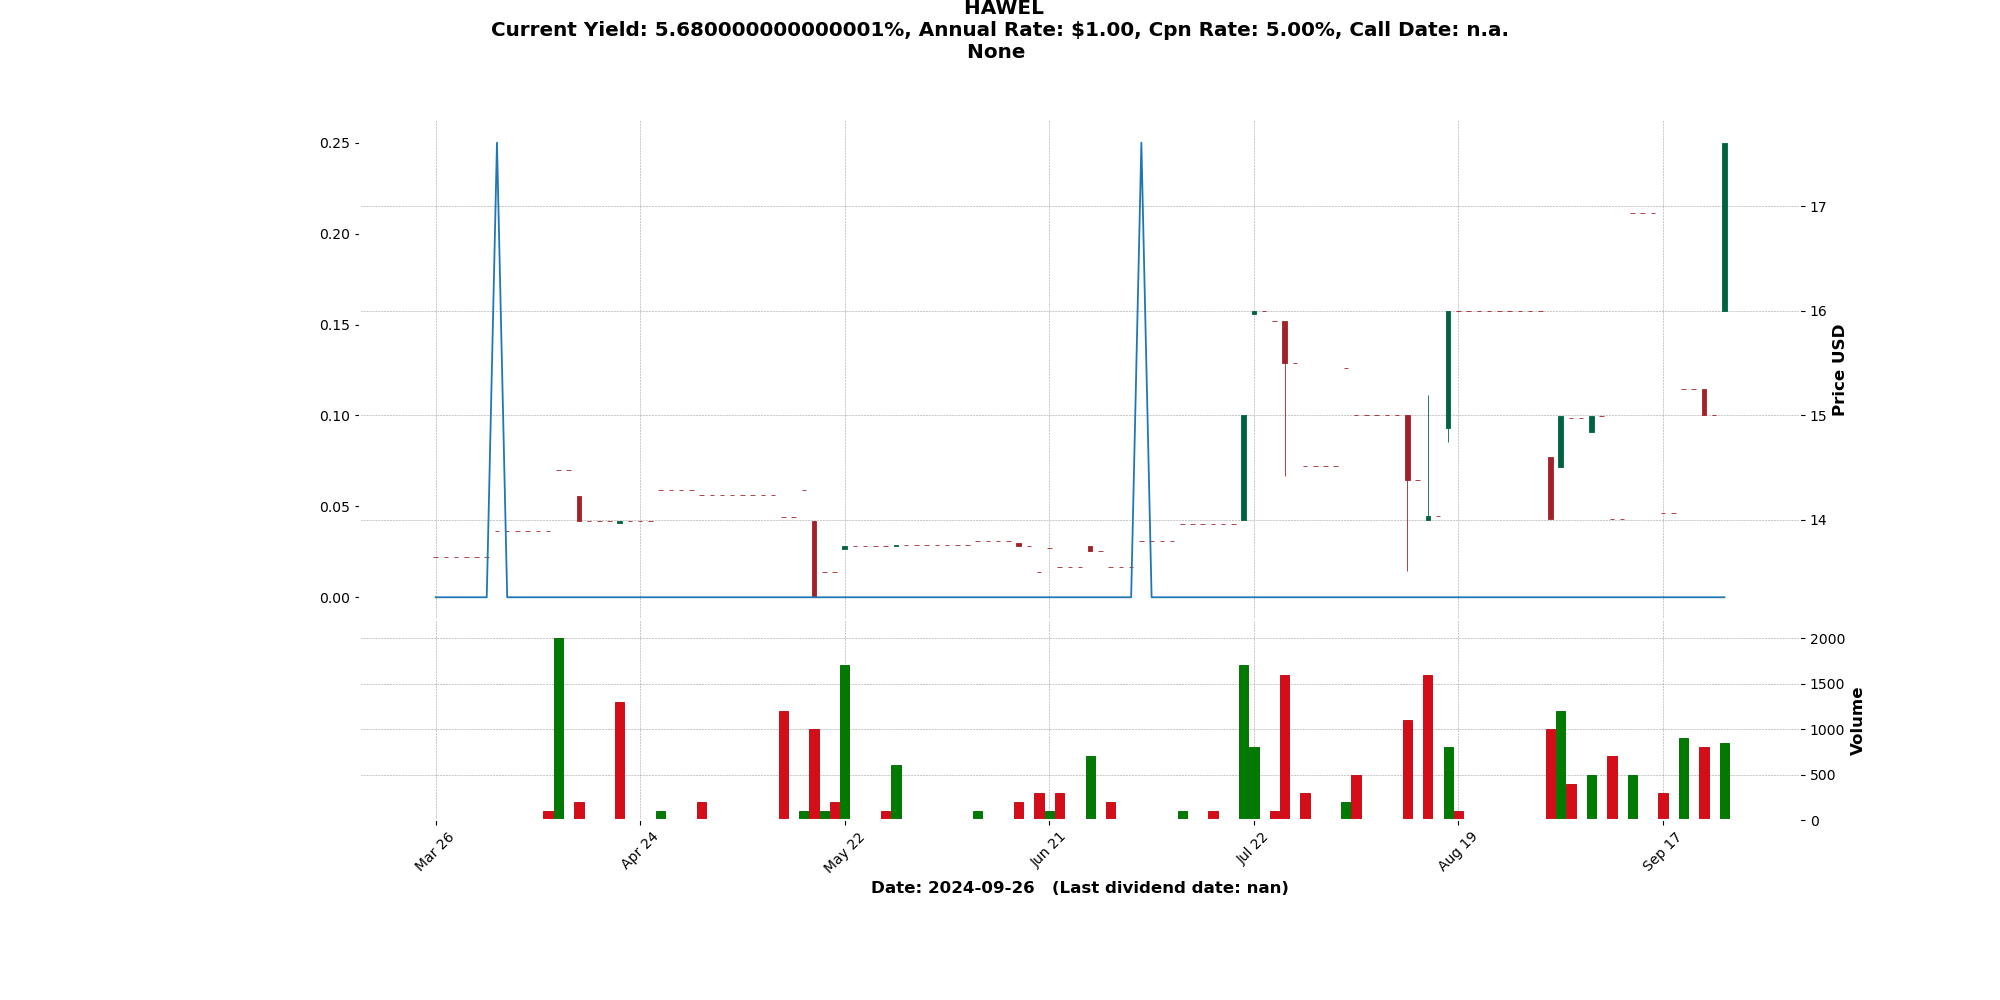 HAWEL
Current Yield: 5.680000000000001%, Annual Rate: $1.00, Cpn Rate: 5.00%, Call Date: n.a.
None
0.25
0.20
0.15
0.10
0.05
0.00
17
16
15
14
Price USD
2000
1500
1000
500
0
Volume
Mar 26
Apr 24
May 22
Jun 21
Jul 22
Aug 19
Sep 17
Date: 2024-09-26   (Last dividend date: nan)